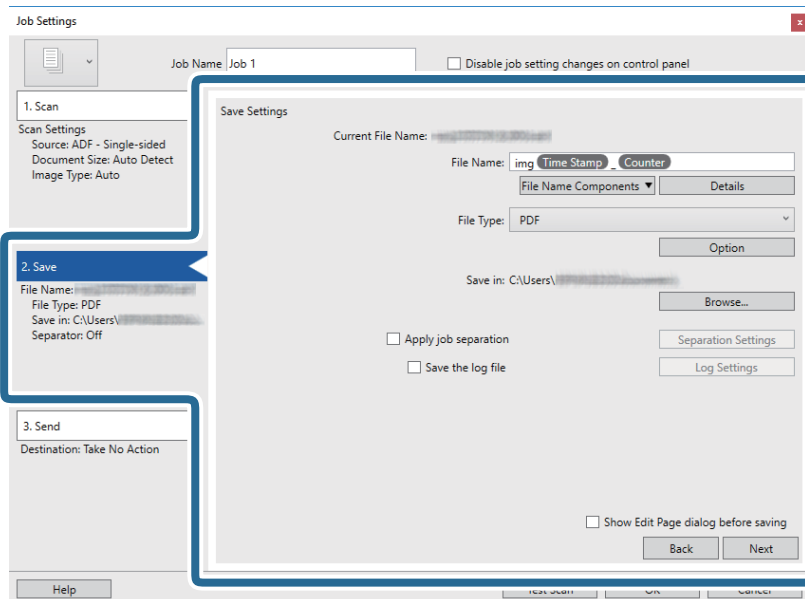 Job Settings
x
Job Name Job 1
Disable job setting changes on control panel
1. Scan
Scan Settings
Source: ADF - Single-sided
Document Size: Auto Detect
Image Type: Auto
2. Save
File Name:
File Type: PDF
Save in: C:\Users\
Separator: Off
3. Send
Destination: Take No Action
Save Settings
Current File Name:
File Name: img Time Stamp _ Counter
File Name Components ▼ Details
File Type: PDF
Option
Save in: C:\Users\
Browse...
Apply job separation Separation Settings
Save the log file Log Settings
Show Edit Page dialog before saving
Back Next
Help Test Scan OK Cancel